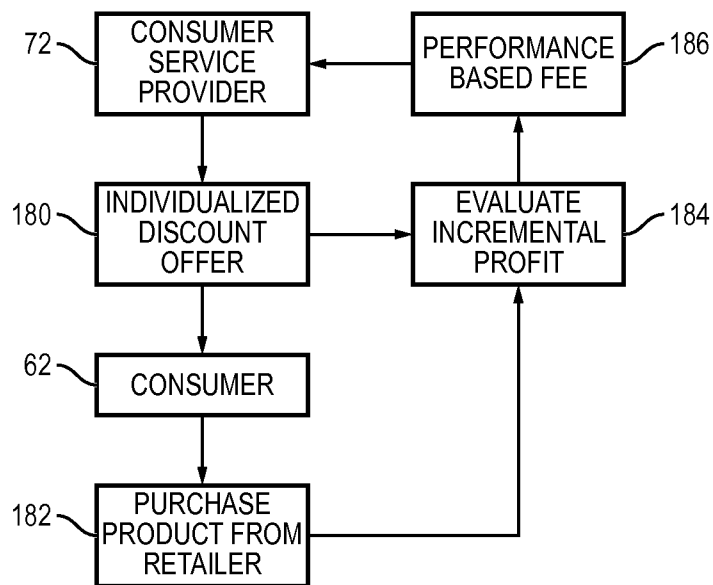 72
CONSUMER
SERVICE
PROVIDER
PERFORMANCE
BASED FEE
186
180
INDIVIDUALIZED
DISCOUNT
OFFER
EVALUATE
INCREMENTAL
PROFIT
184
62
CONSUMER
182
PURCHASE
PRODUCT FROM
RETAILER